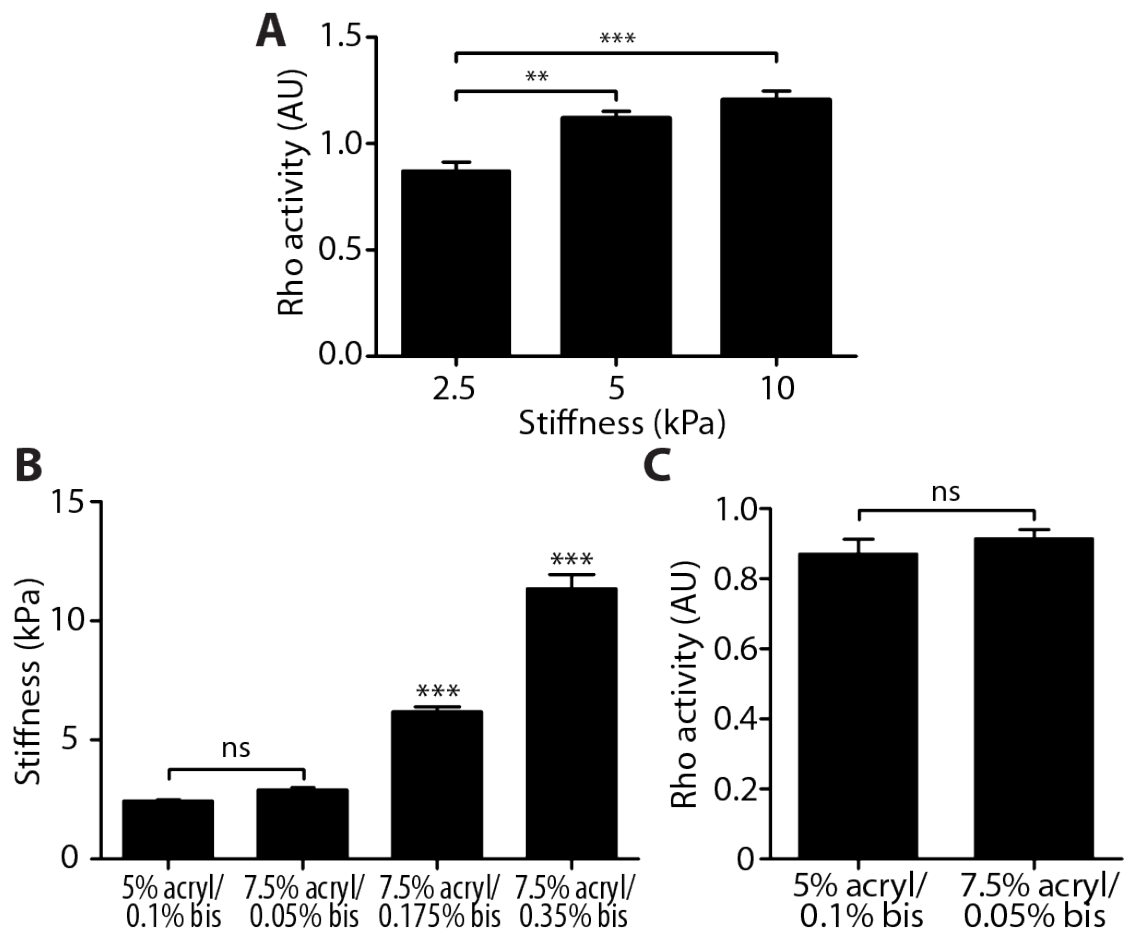 A
1.5
***
**
1.0
0.5
0.0
Rho activity (AU)
2.5 5 10
Stiffness (kPa)
B
15
10
5
0
Stiffness (kPa)
ns
***
***
5% acryl/ 7.5% acryl/ 7.5% acryl/ 7.5% acryl/
0.1% bis 0.05% bis 0.175% bis 0.35% bis
C
ns
1.0
0.8
0.6
0.4
0.2
0
Rho activity (AU)
5% acryl/ 7.5% acryl/
0.1% bis 0.05% bis